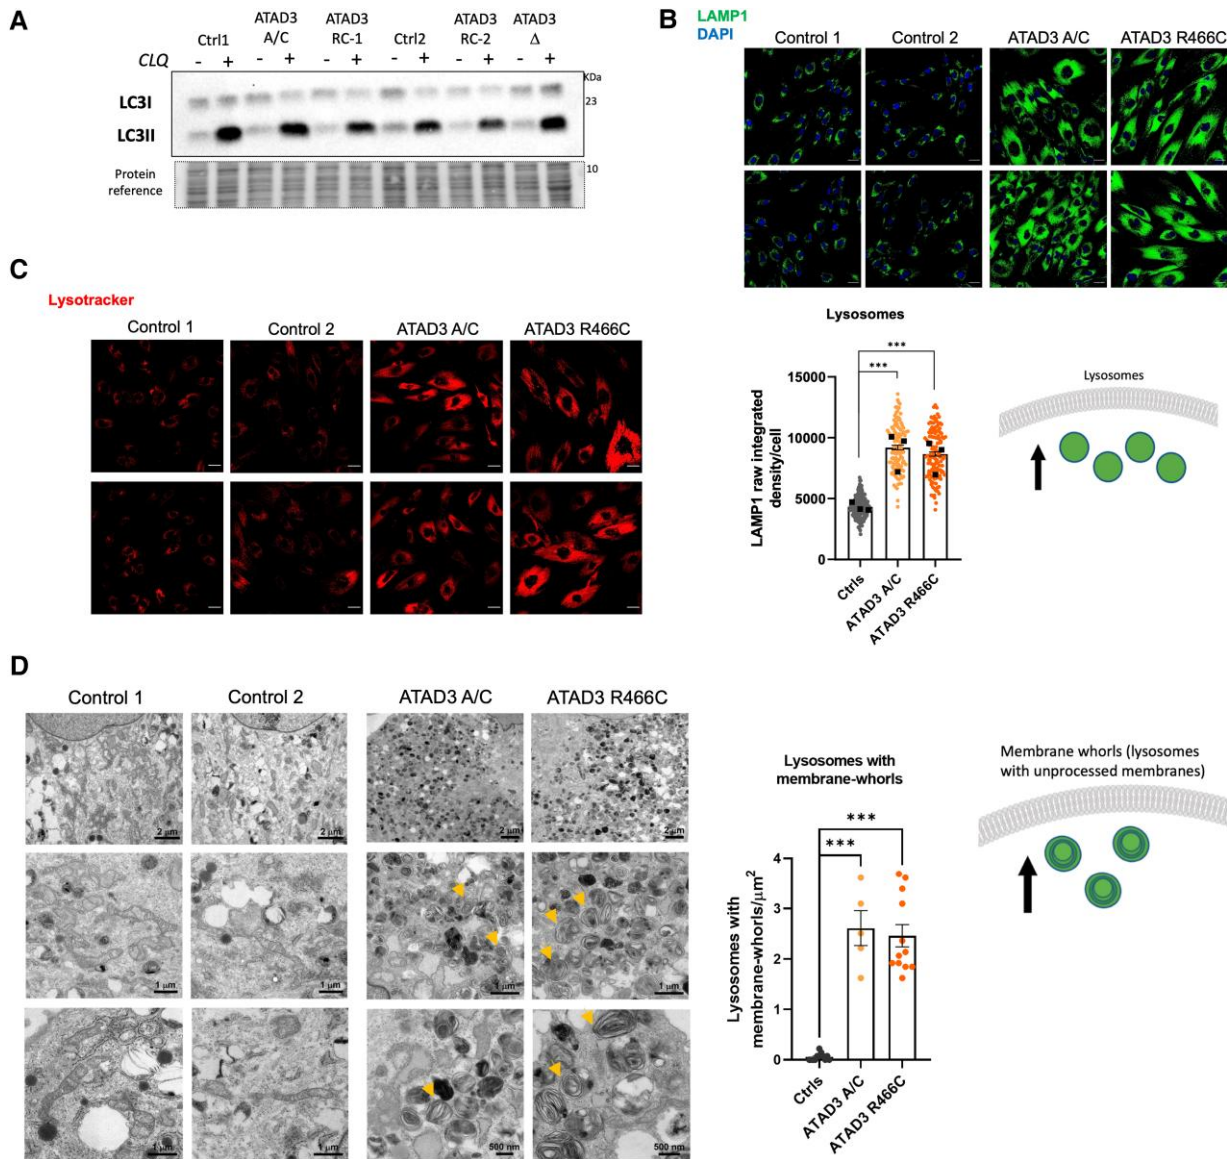 A
Ctrl1
ATAD3
A/C
ATAD3
RC-1
Ctrl2
ATAD3
RC-2
ATAD3
Δ
CLQ
- + - + - + - + - + - +
KDa
LC3I
23
LC3II
Protein
reference
10
B
LAMP1
DAPI
Control 1
Control 2
ATAD3 A/C
ATAD3 R466C
Lysosomes
***
***
LAMP1 raw integrated
density/cell
15000
10000
5000
0
Ctrls
ATAD3 A/C
ATAD3 R466C
Lysosomes
C
Lysotracker
Control 1
Control 2
ATAD3 A/C
ATAD3 R466C
D
Control 1
Control 2
ATAD3 A/C
ATAD3 R466C
2 µm
2 µm
2 µm
2 µm
1 µm
1 µm
1 µm
1 µm
1 µm
1 µm
500 nm
500 nm
Lysosomes with
membrane-whorls
***
***
Lysosomes with
membrane-whorls/µm²
4
3
2
1
0
Ctrls
ATAD3 A/C
ATAD3 R466C
Membrane whorls (lysosomes
with unprocessed membranes)